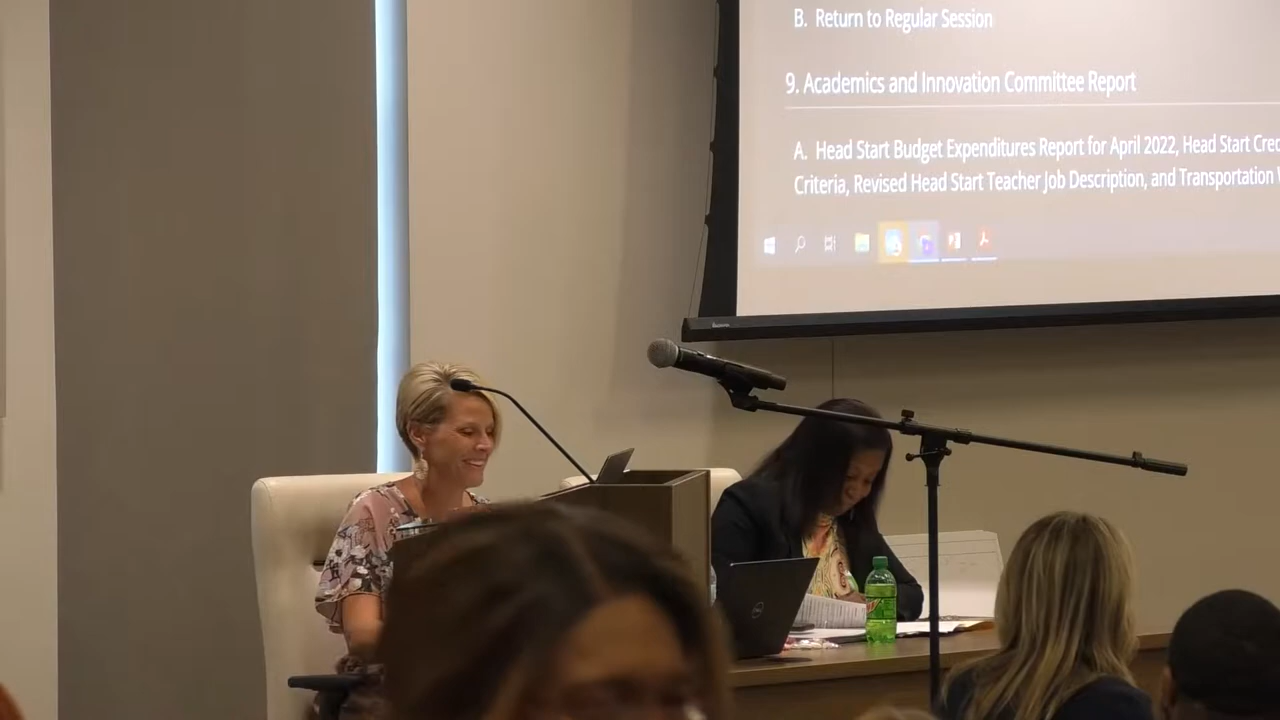 B. Return to Regular Session
9. Academics and Innovation Committee Report
A. Head Start Budget Expenditures Report for April 2022, Head Start
Criteria, Revised Head Start Teacher Job Description, and Transportation
DELL